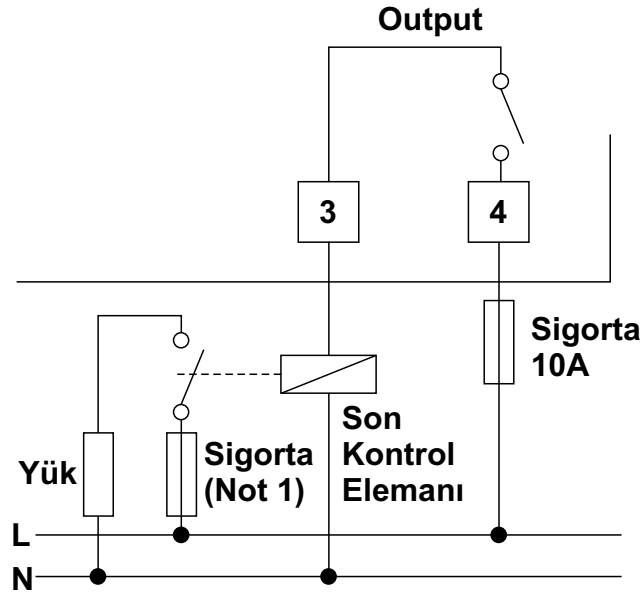 Output
3
4
Sigorta
10A
Son
Kontrol
Elemanı
Sigorta
(Not 1)
Yük
L
N